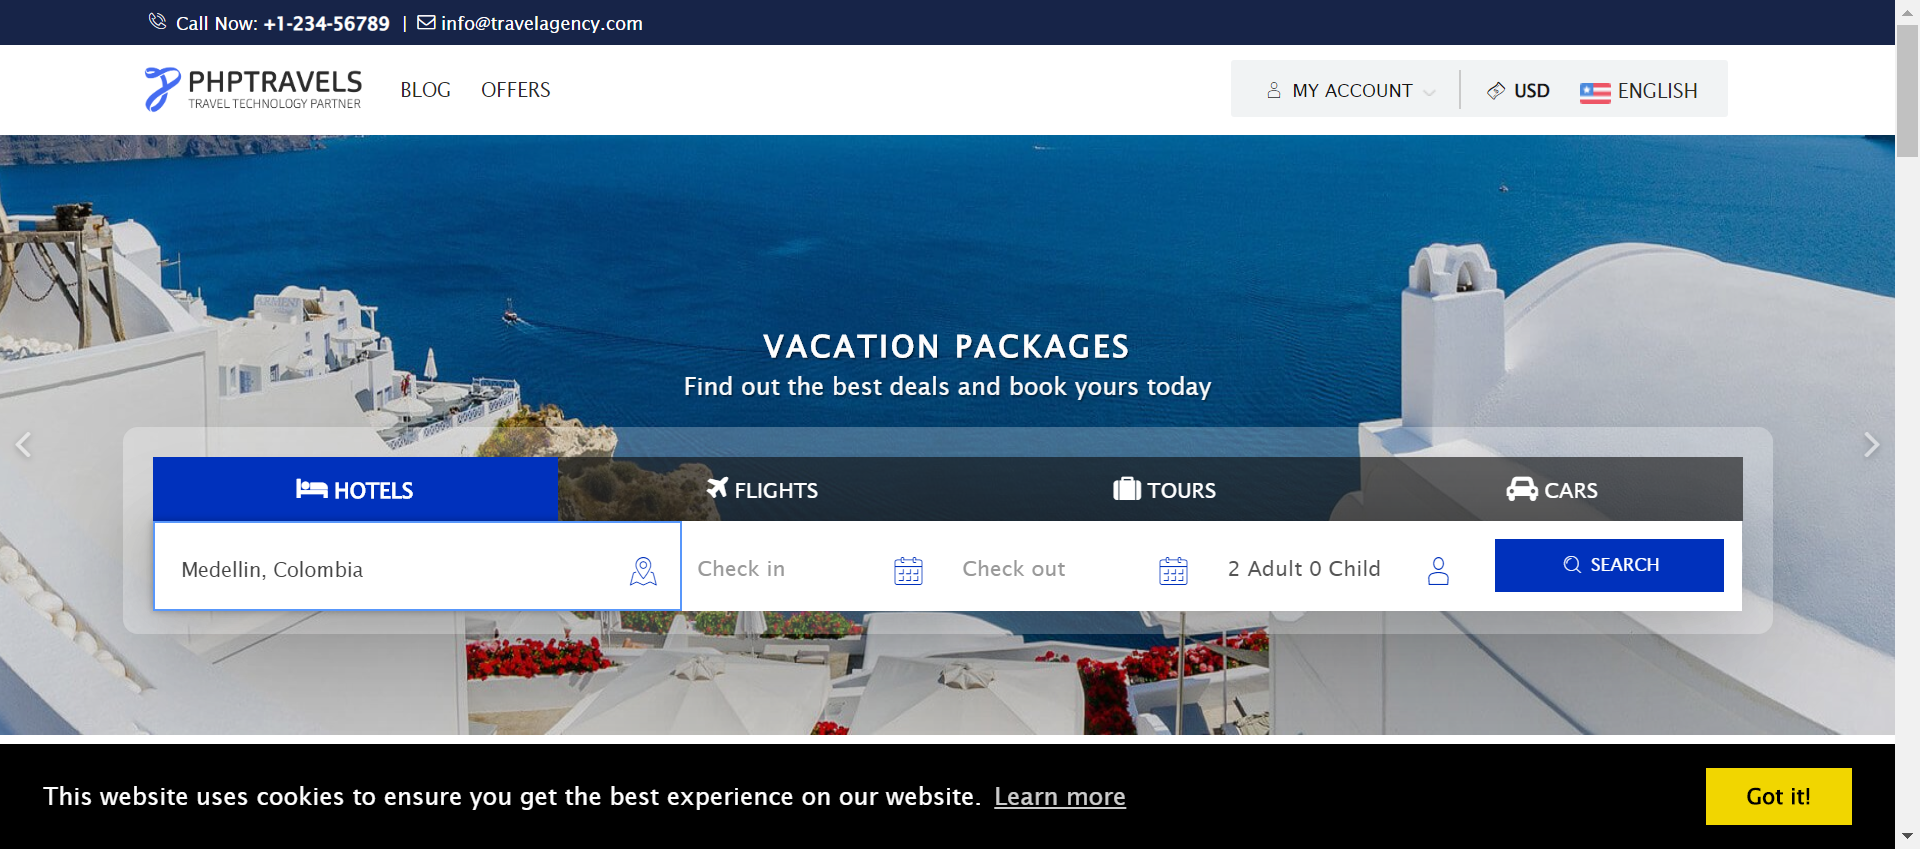 Call Now: +1-234-56789 | info@travelagency.com
PHPTRAVELS
TRAVEL TECHNOLOGY PARTNER
BLOG OFFERS
MY ACCOUNT USD ENGLISH
VACATION PACKAGES
Find out the best deals and book yours today
HOTELS FLIGHTS TOURS CARS
Medellin, Colombia Check in Check out 2 Adult 0 Child SEARCH
This website uses cookies to ensure you get the best experience on our website. Learn more Got it!